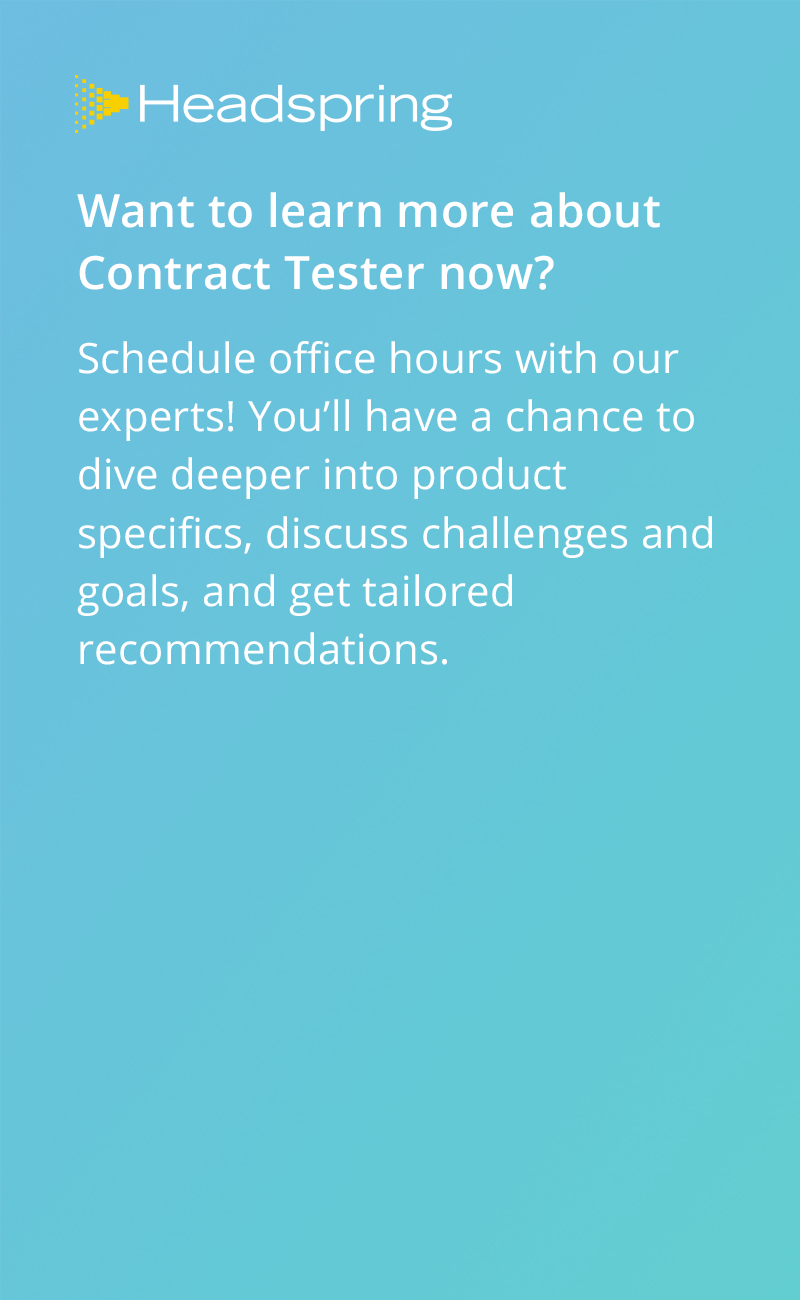 Headspring
Want to learn more about
Contract Tester now?
Schedule office hours with our
experts! You’ll have a chance to
dive deeper into product
specifics, discuss challenges and
goals, and get tailored
recommendations.